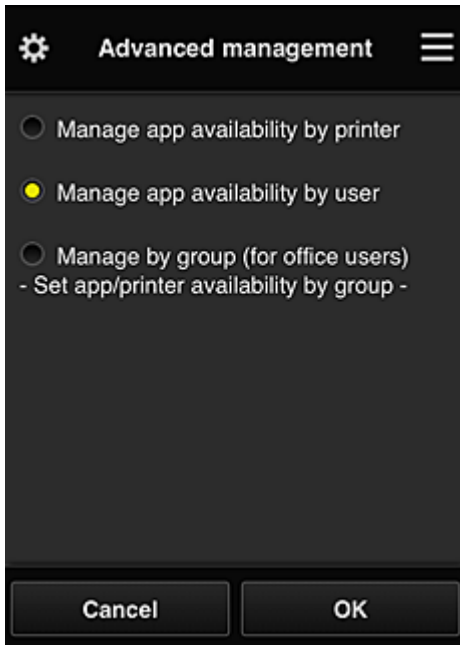 Advanced management
Manage app availability by printer
Manage app availability by user
Manage by group (for office users)
- Set app/printer availability by group -
Cancel
OK